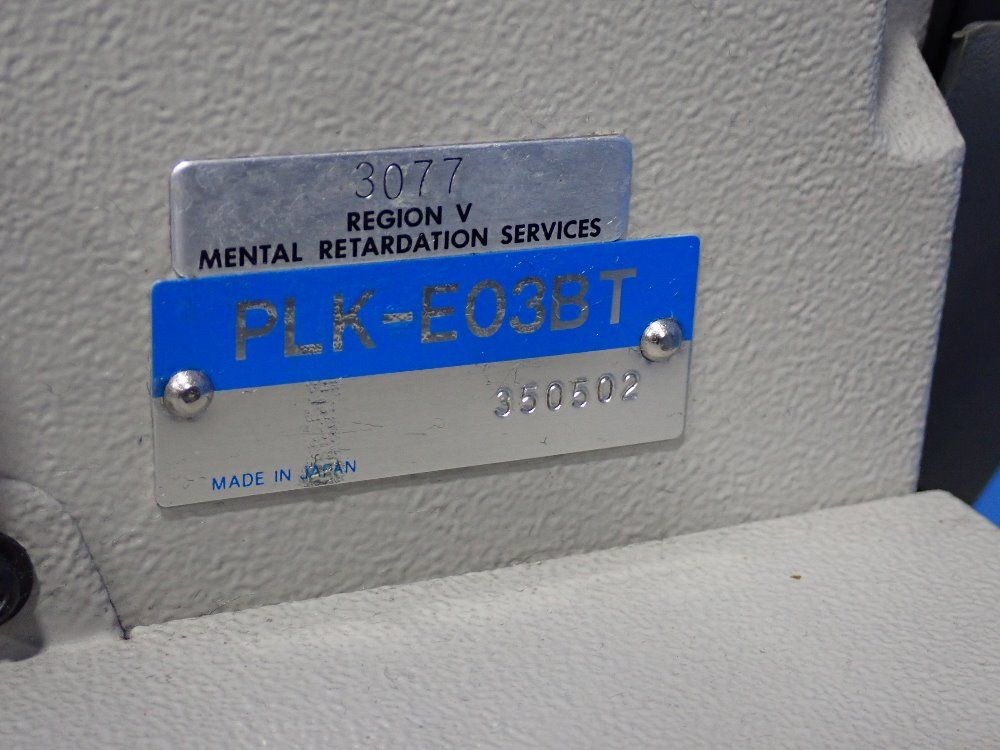 3077
REGION V
MENTAL RETARDATION SERVICES
PLK-E03BT
350502
MADE IN JAPAN